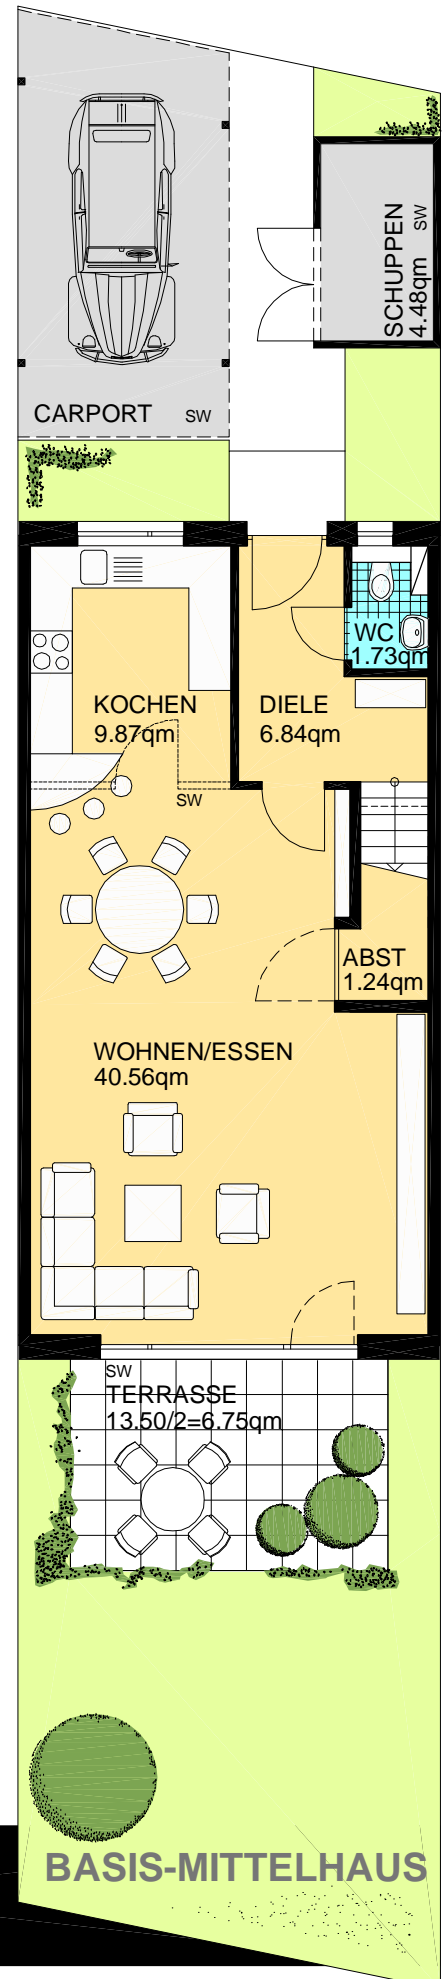 SCHUPPEN
4.48qm SW
CARPORT SW
WC
1.73qm
KOCHEN
9.87qm
DIELE
6.84qm
SW
ABST
1.24qm
WOHNEN/ESSEN
40.56qm
SW
TERRASSE
13.50/2=6.75qm
BASIS-MITTELHAUS